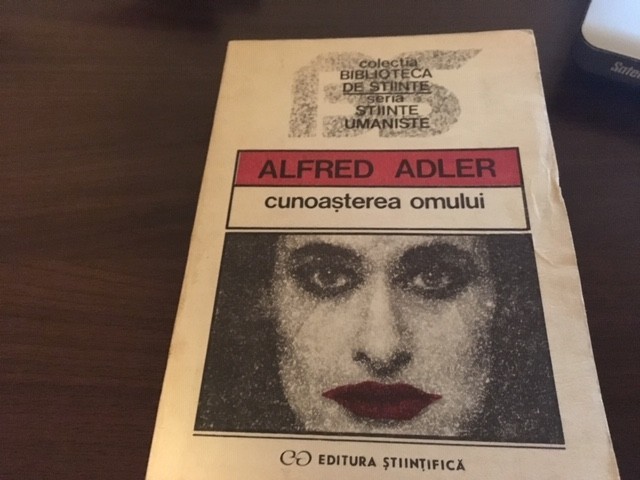 colecția
BIBLIOTECA
DE ȘTIINȚE
seria
ȘTIINȚE
UMANISTE
ALFRED ADLER
cunoașterea omului
EDITURA ȘTIINȚIFICĂ